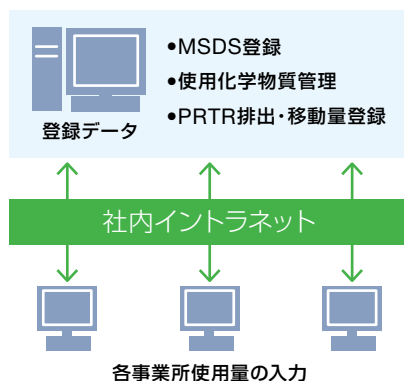 •MSDS登録
•使用化学物質管理
•PRTR排出・移動量登録
登録データ
社内イントラネット
各事業所使用量の入力